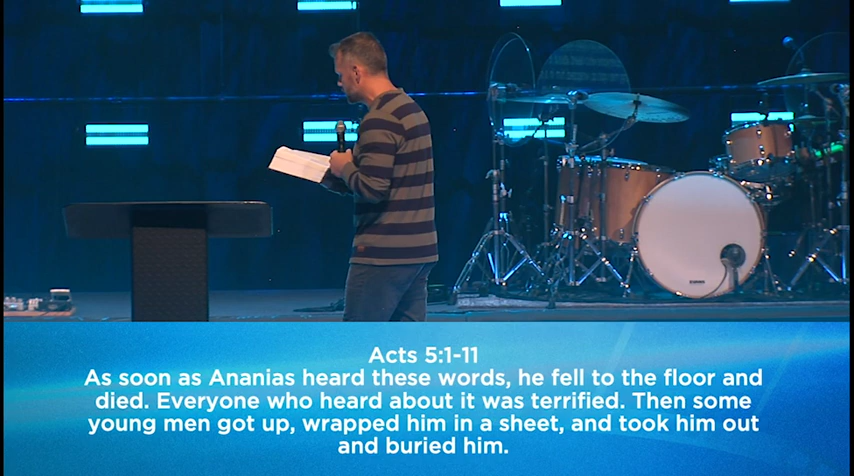 Acts 5:1-11
As soon as Ananias heard these words, he fell to the floor and
died. Everyone who heard about it was terrified. Then some
young men got up, wrapped him in a sheet, and took him out
and buried him.